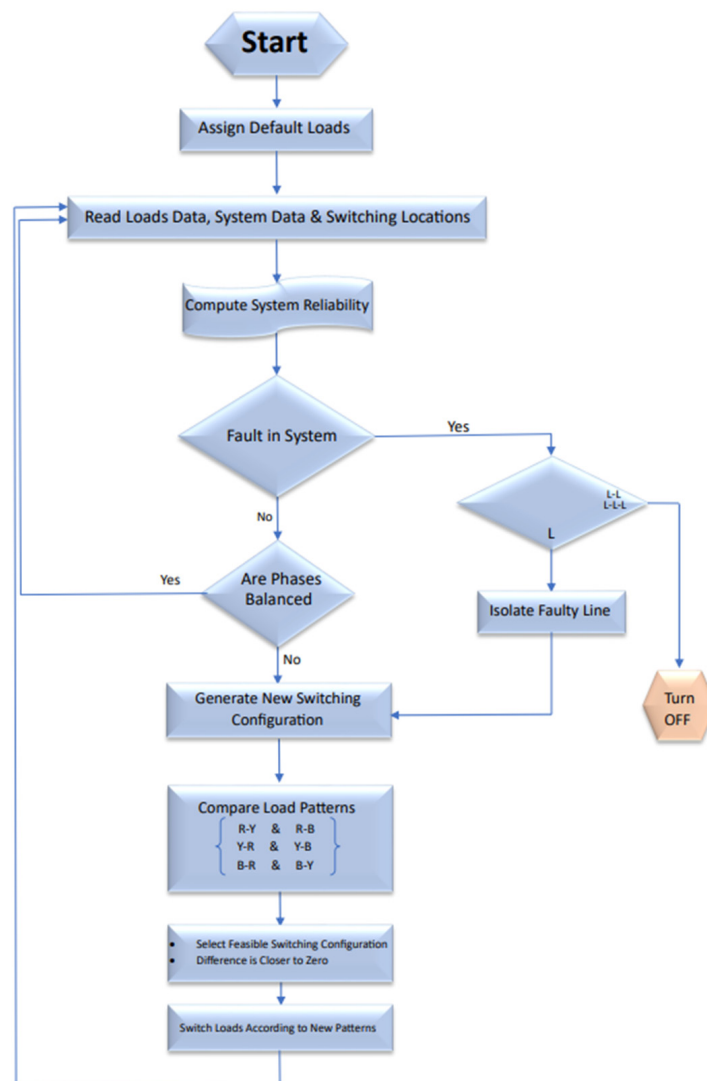 Start
Assign Default Loads
Read Loads Data, System Data & Switching Locations
Compute System Reliability
Fault in System
Yes
L-L
L-L-L
L
No
Yes
Are Phases
Balanced
Isolate Faulty Line
No
Generate New Switching
Configuration
Turn
OFF
Compare Load Patterns
R-Y & R-B
Y-R & Y-B
B-R & B-Y
• Select Feasible Switching Configuration
• Difference is Closer to Zero
Switch Loads According to New Patterns